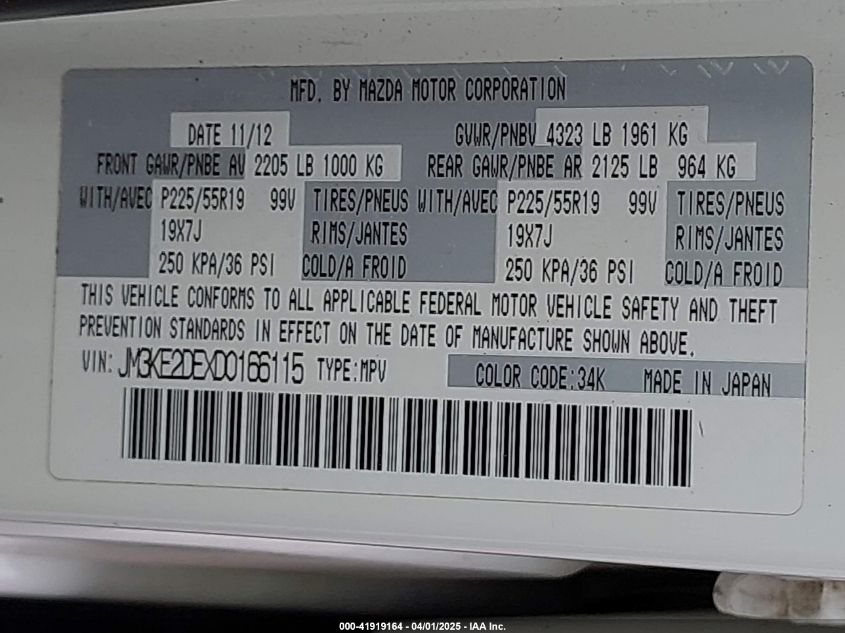 MFD. BY MAZDA MOTOR CORPORATION
DATE 11/12 GVWR/PNBV 4323 LB 1961 KG
FRONT GAWR/PNBE AV 2205 LB 1000 KG REAR GAWR/PNBE AR 2125 LB 964 KG
WITH/AVEC P225/55R19 99V TIRES/PNEUS WITH/AVEC P225/55R19 99V TIRES/PNEUS
19X7J RIMS/JANTES 19X7J RIMS/JANTES
250 KPA/36 PSI COLD/A FROID 250 KPA/36 PSI COLD/A FROID
THIS VEHICLE CONFORMS TO ALL APPLICABLE FEDERAL MOTOR VEHICLE SAFETY AND THEFT
PREVENTION STANDARDS IN EFFECT ON THE DATE OF MANUFACTURE SHOWN ABOVE.
VIN: JM3KE2DEXD0166115 TYPE:MPV COLOR CODE:34K MADE IN JAPAN
000-41919164 - 04/01/2025 - IAA Inc.